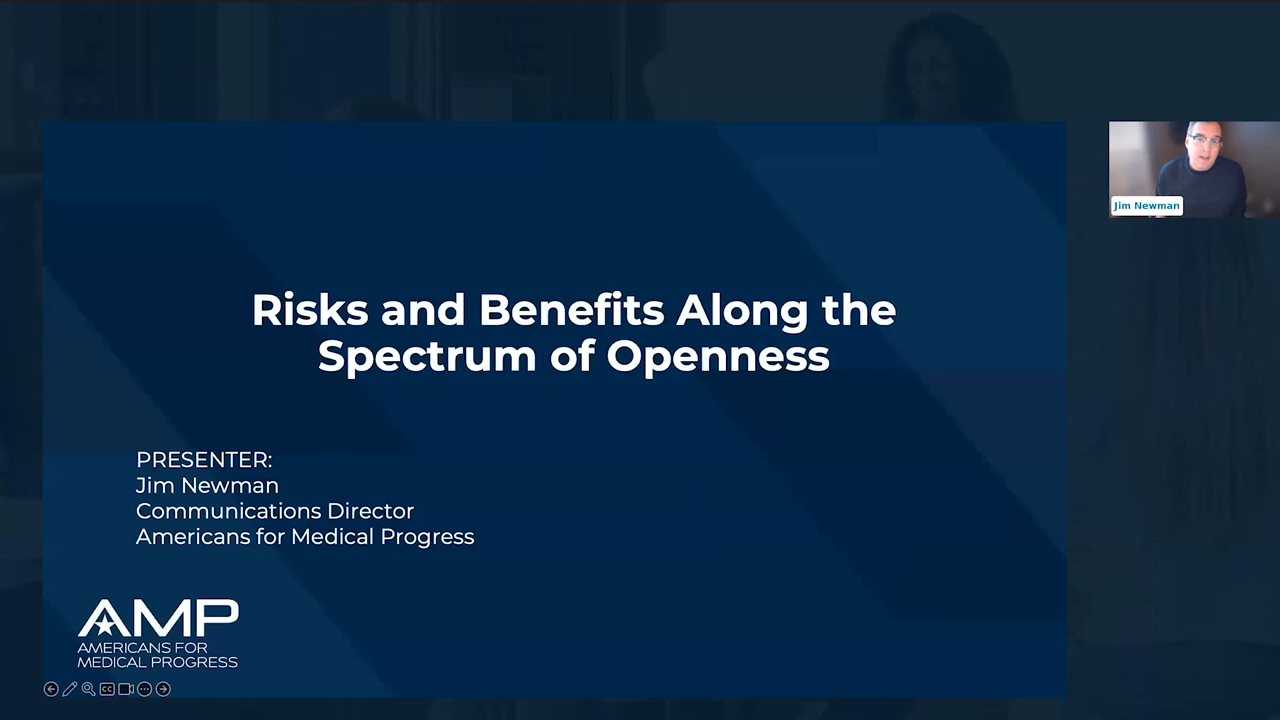 Risks and Benefits Along the
Spectrum of Openness
PRESENTER:
Jim Newman
Communications Director
Americans for Medical Progress
AMP
AMERICANS FOR
MEDICAL PROGRESS
CC
Jim Newman